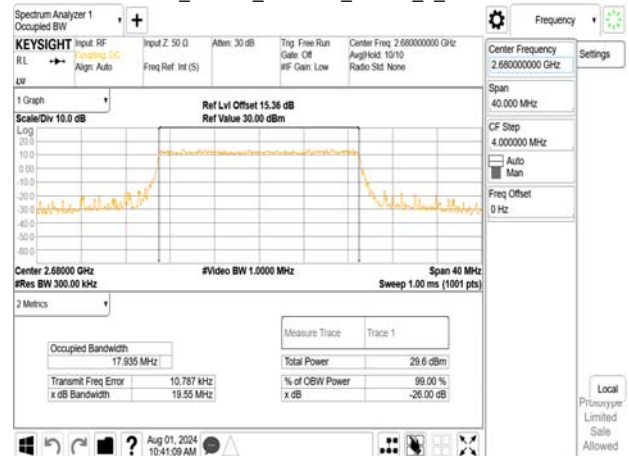 Spectrum Analyzer 1
Occupied BW
Frequency
KEYSIGHT
Input: RF
Coupling: DC
Align: Auto
Input Z: 50 Ω
Freq Ref: Int (S)
Atten: 30 dB
Trig: Free Run
Gate: Off
#IF Gain: Low
Center Freq: 2.680000000 GHz
Avg|Hold: 10/10
Radio Std: None
RL
LW
Center Frequency
2.680000000 GHz
Settings
Span
40.000 MHz
CF Step
4.000000 MHz
Auto
Man
Freq Offset
0 Hz
1 Graph
Scale/Div 10.0 dB
Ref Lvl Offset 15.36 dB
Ref Value 30.00 dBm
Log
20.0
10.0
0.00
-10.0
-20.0
-30.0
-40.0
-50.0
-60.0
Center 2.68000 GHz
#Video BW 1.0000 MHz
Span 40 MHz
#Res BW 300.00 kHz
Sweep 1.00 ms (1001 pts)
2 Metrics
Measure Trace Trace 1
Occupied Bandwidth
17.935 MHz
Total Power 29.6 dBm
Transmit Freq Error 10.787 kHz
% of OBW Power 99.00 %
x dB Bandwidth 19.55 MHz
x dB -26.00 dB
Local
Prototype
Limited
Sale
Allowed
Aug 01, 2024
10:41:09 AM